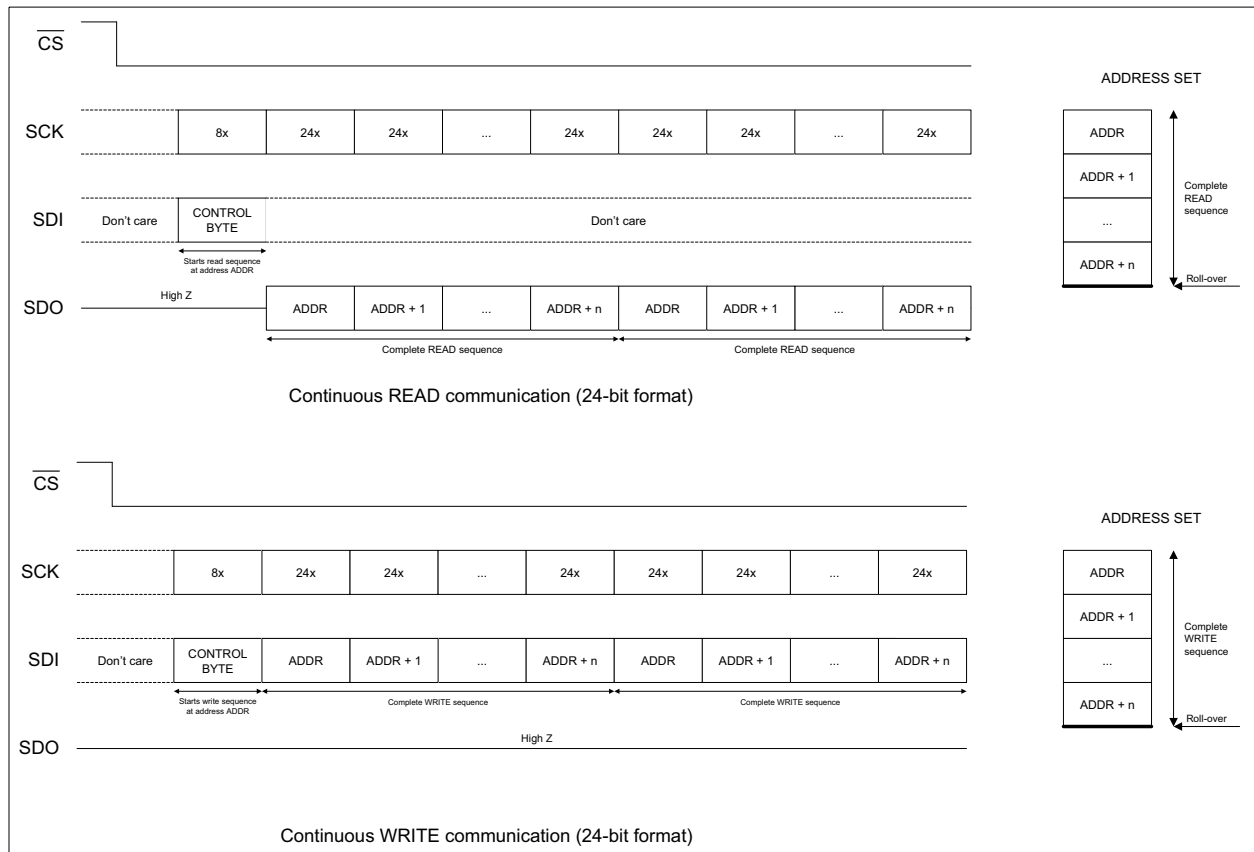 CS
ADDRESS SET
SCK
8x 24x 24x ... 24x 24x 24x ... 24x
ADDR
ADDR + 1
...
ADDR + n
Complete
READ
sequence
Roll-over
SDI
Don't care
CONTROL
BYTE
Don't care
Starts read sequence
at address ADDR
SDO
High Z
ADDR ADDR + 1 ... ADDR + n ADDR ADDR + 1 ... ADDR + n
Complete READ sequence Complete READ sequence
Continuous READ communication (24-bit format)
CS
ADDRESS SET
SCK
8x 24x 24x ... 24x 24x 24x ... 24x
ADDR
ADDR + 1
...
ADDR + n
Complete
WRITE
sequence
Roll-over
SDI
Don't care
CONTROL
BYTE
ADDR ADDR + 1 ... ADDR + n ADDR ADDR + 1 ... ADDR + n
Starts write sequence
at address ADDR
Complete WRITE sequence Complete WRITE sequence
SDO
High Z
Continuous WRITE communication (24-bit format)